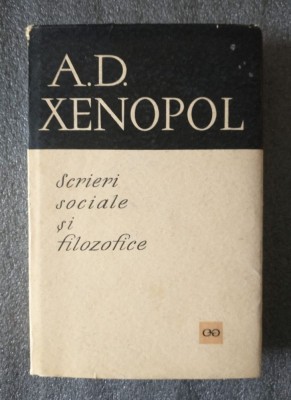 A.D.
XENOPOL
Scrieri
sociale
și
filozofice